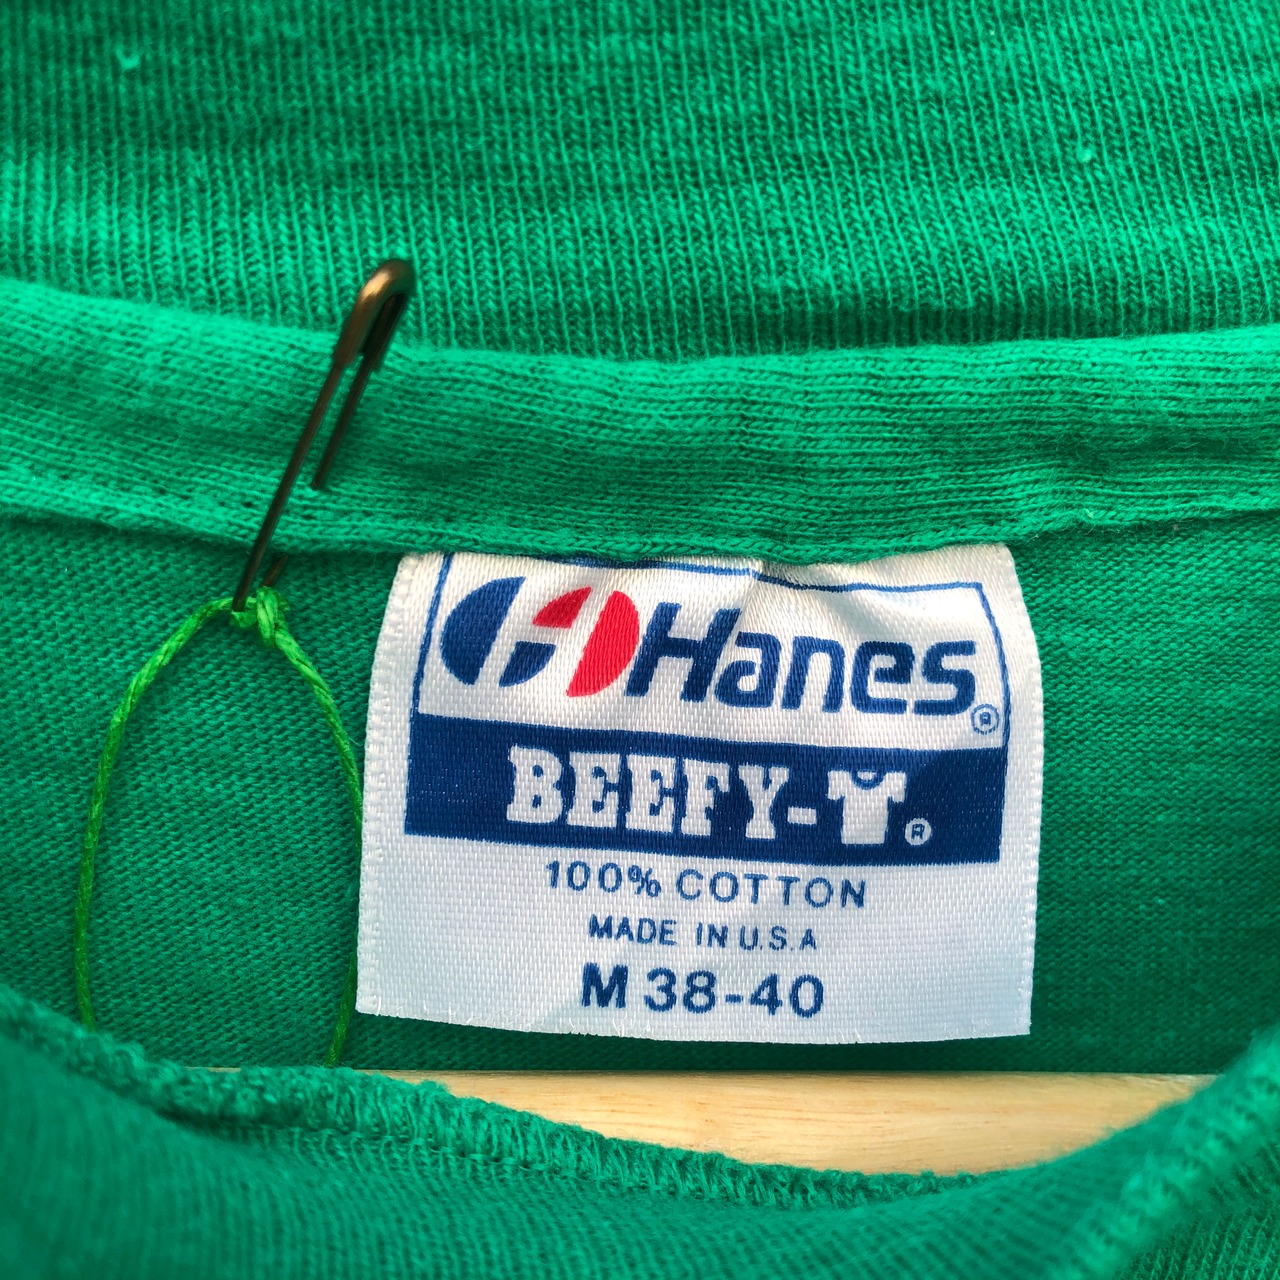 Hanes®
BEEFY-T®
100% COTTON
MADE IN U.S.A
M 38-40